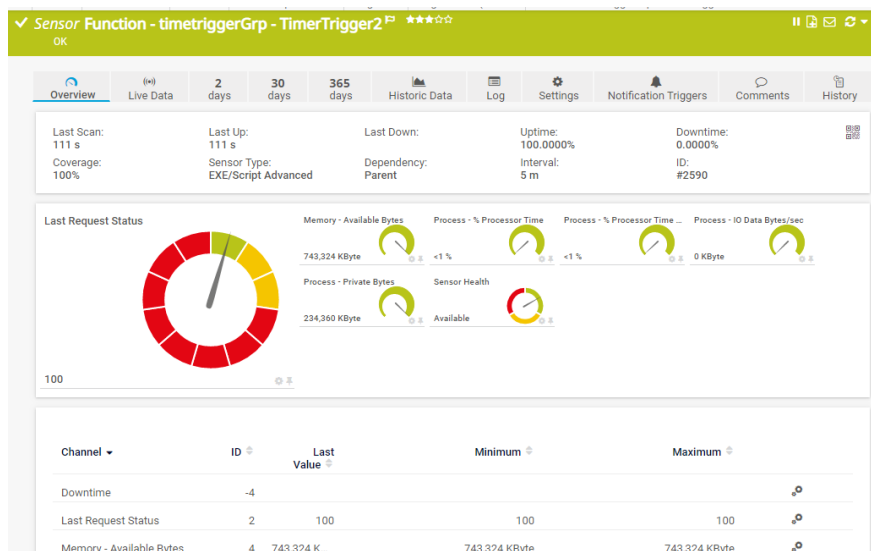 Sensor Function - timetriggerGrp - TimerTrigger2
OK
Overview
Live Data
2
days
30
days
365
days
Historic Data
Log
Settings
Notification Triggers
Comments
History
Last Scan:
111 s
Last Up:
111 s
Last Down:
Uptime:
100.0000%
Downtime:
0.0000%
Coverage:
100%
Sensor Type:
EXE/Script Advanced
Dependency:
Parent
Interval:
5 m
ID:
#2590
Last Request Status
100
Memory - Available Bytes
743,324 KByte
Process - % Processor Time
<1 %
Process - % Processor Time ...
<1 %
Process - IO Data Bytes/sec
0 KByte
Process - Private Bytes
234,360 KByte
Sensor Health
Available
Channel ID Last Value Minimum Maximum
Downtime -4
Last Request Status 2 100 100 100
Memory - Available Bytes 4 743,324 K... 743,324 KByte 743,324 KByte